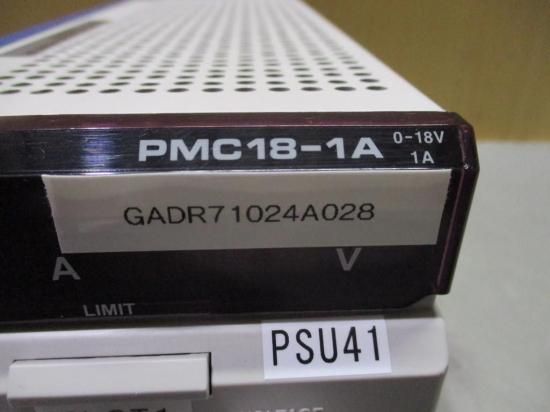 PMC18-1A 0-18V
1A
GADR71024A028
A V
LIMIT
PSU41